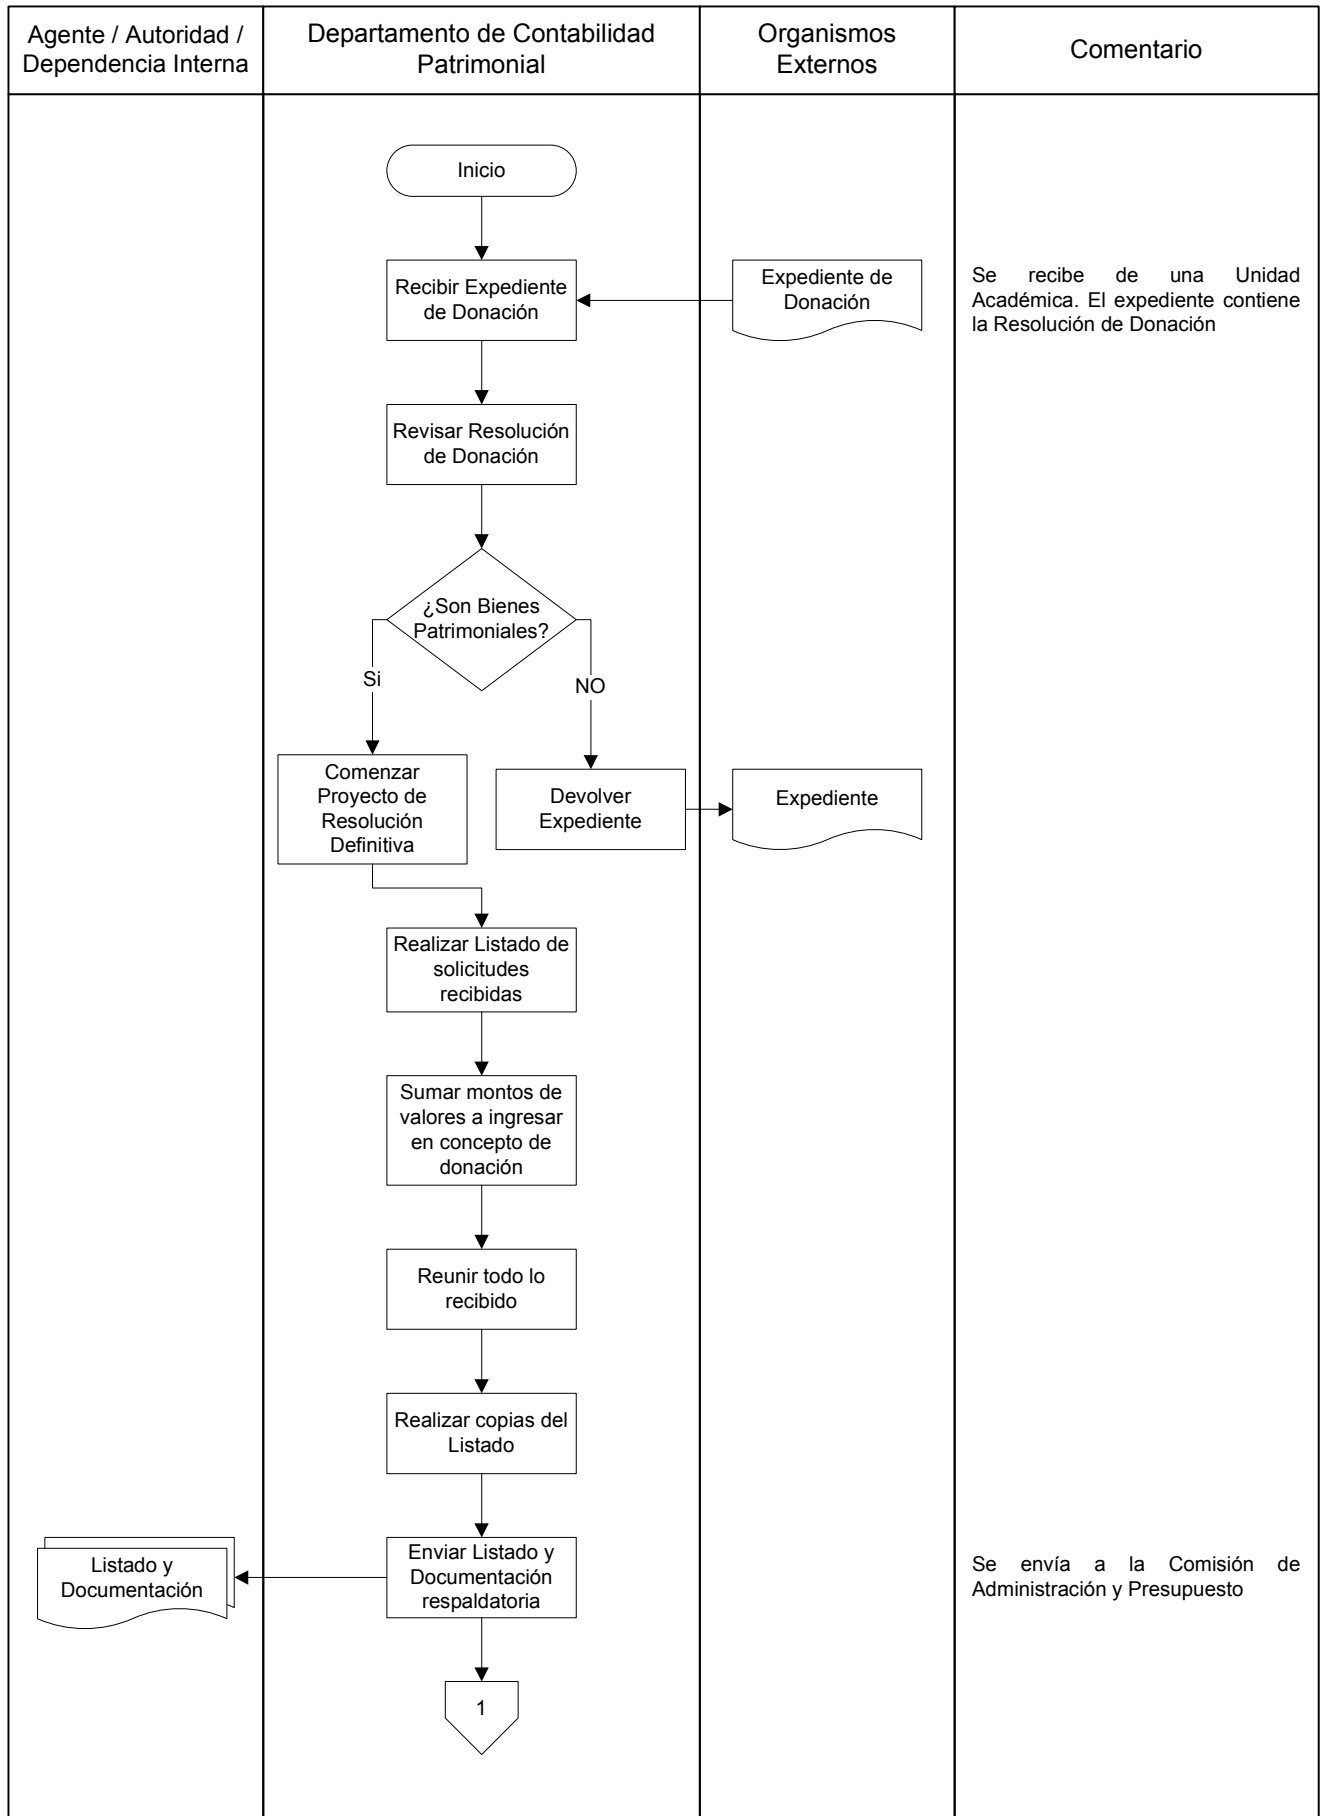 Agente / Autoridad /
Dependencia Interna
Departamento de Contabilidad
Patrimonial
Organismos
Externos
Comentario
Inicio
Recibir Expediente
de Donación
Expediente de
Donación
Se recibe de una Unidad
Académica. El expediente contiene
la Resolución de Donación
Revisar Resolución
de Donación
¿Son Bienes
Patrimoniales?
Si
NO
Comenzar
Proyecto de
Resolución
Definitiva
Devolver
Expediente
Expediente
Realizar Listado de
solicitudes
recibidas
Sumar montos de
valores a ingresar
en concepto de
donación
Reunir todo lo
recibido
Realizar copias del
Listado
Listado y
Documentación
Enviar Listado y
Documentación
respaldatoria
Se envía a la Comisión de
Administración y Presupuesto
1